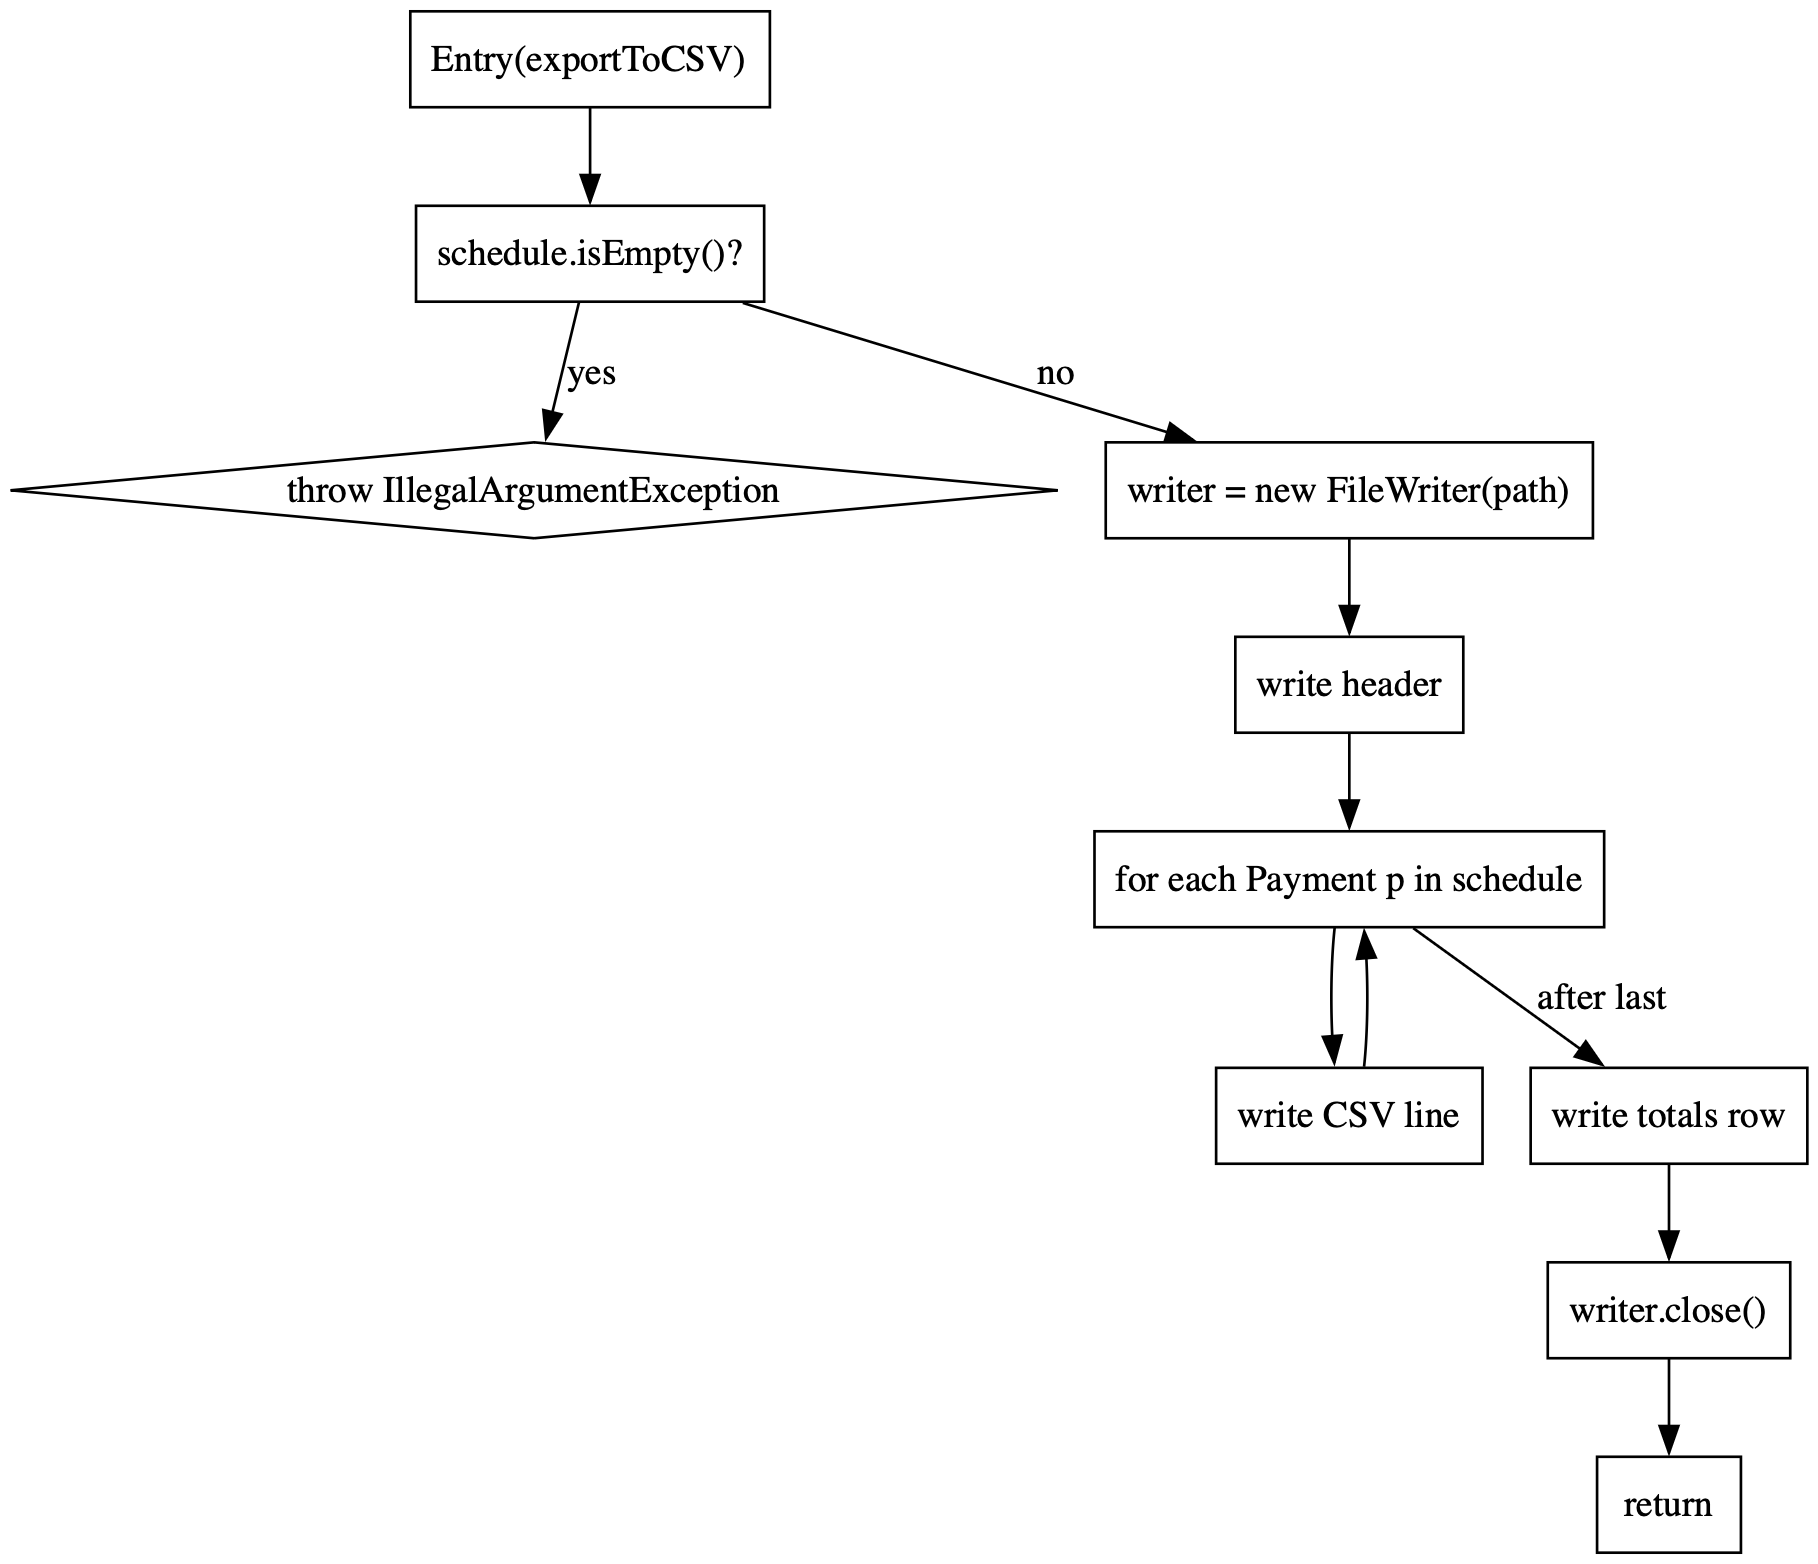 Entry(exportToCSV)
schedule.isEmpty()?
yes
no
throw IllegalArgumentException
writer = new FileWriter(path)
write header
for each Payment p in schedule
after last
write CSV line
write totals row
writer.close()
return